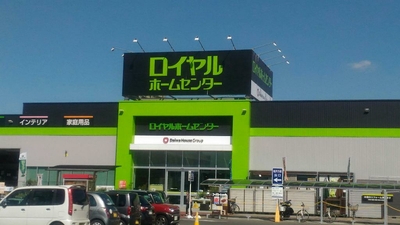 ロイヤル
ホームセンター
インテリア
家庭用品
ロイヤルホームセンター
Daiwa House Group